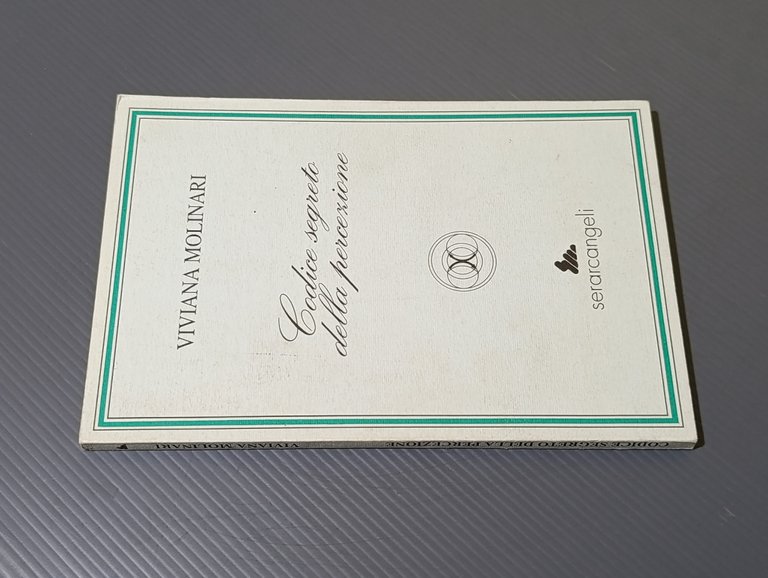 VIVIANA MOLINARI
Codice segreto
della percezione
serarcangeli
VIVIANA MOLINARI
CODICE SEGRETO DELLA PERCEZIONE